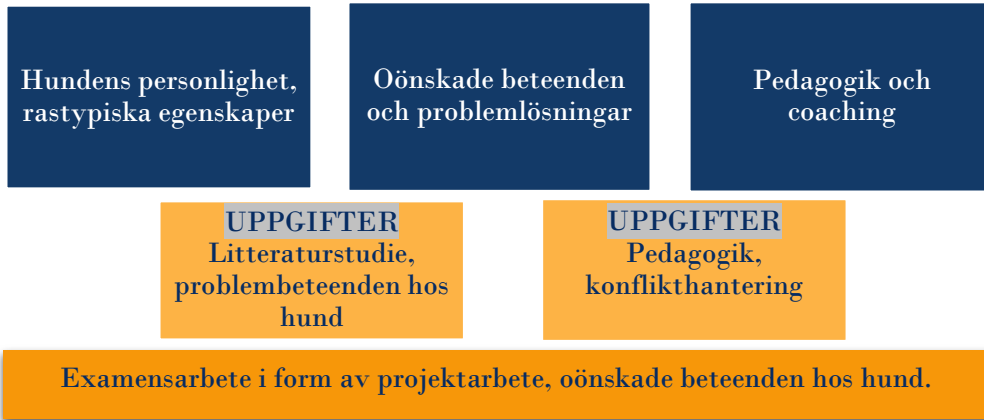 Hundens personlighet,
rastypiska egenskaper
Oönskade beteenden
och problemlösningar
Pedagogik och
coaching
UPPGIFTER
Litteraturstudie,
problembeteenden hos
hund
UPPGIFTER
Pedagogik,
konflikthantering
Examensarbete i form av projektarbete, oönskade beteenden hos hund.